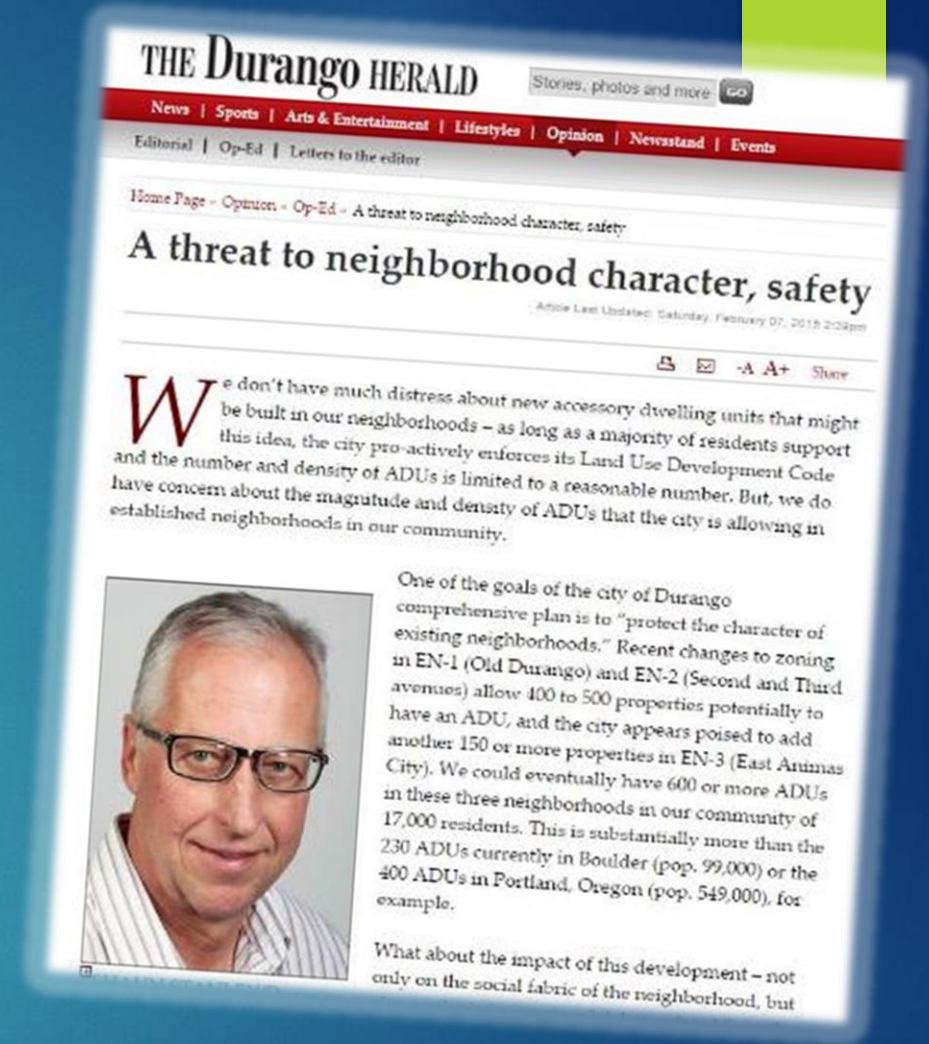 THE Durango HERALD
Stories, photos and more GO
News | Sports | Arts & Entertainment | Lifestyles | Opinion | Newsstand | Events
Editorial | Op-Ed | Letters to the editor
Home Page » Opinion » Op-Ed » A threat to neighborhood character, safety
A threat to neighborhood character, safety
Article Last Updated: Saturday, February 07, 2015 2:29pm
-A A+ Share
We don't have much distress about new accessory dwelling units that might
be built in our neighborhoods – as long as a majority of residents support
this idea, the city pro-actively enforces its Land Use Development Code
and the number and density of ADUs is limited to a reasonable number. But, we do
have concern about the magnitude and density of ADUs that the city is allowing in
established neighborhoods in our community.
One of the goals of the city of Durango
comprehensive plan is to "protect the character of
existing neighborhoods." Recent changes to zoning
in EN-1 (Old Durango) and EN-2 (Second and Third
avenues) allow 400 to 500 properties potentially to
have an ADU, and the city appears poised to add
another 150 or more properties in EN-3 (East Animas
City). We could eventually have 600 or more ADUs
in these three neighborhoods in our community of
17,000 residents. This is substantially more than the
230 ADUs currently in Boulder (pop. 99,000) or the
400 ADUs in Portland, Oregon (pop. 549,000), for
example.
What about the impact of this development – not
only on the social fabric of the neighborhood, but